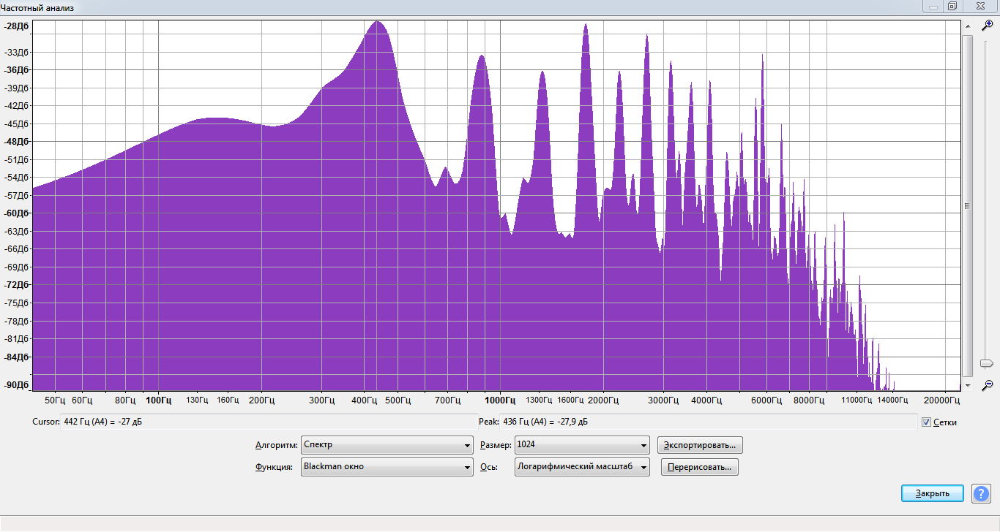 Частотный анализ
-28Дб
-33Дб
-36Дб
-39Дб
-42Дб
-45Дб
-48Дб
-51Дб
-54Дб
-57Дб
-60Дб
-63Дб
-66Дб
-69Дб
-72Дб
-75Дб
-78Дб
-81Дб
-84Дб
-90Дб
50Гц 60Гц 80Гц 100Гц 130Гц 160Гц 200Гц 300Гц 400Гц 500Гц 700Гц 1000Гц 1300Гц 1600Гц 2000Гц 3000Гц 4000Гц 6000Гц 8000Гц 11000Гц 14000Гц 20000Гц
Cursor: 442 Гц (A4) = -27 дБ Peak: 436 Гц (A4) = -27,9 дБ Сетки
Алгоритм: Спектр Размер: 1024 Экспортировать...
Функция: Blackman окно Ось: Логарифмический масштаб Перерисовать...
Закрыть ?